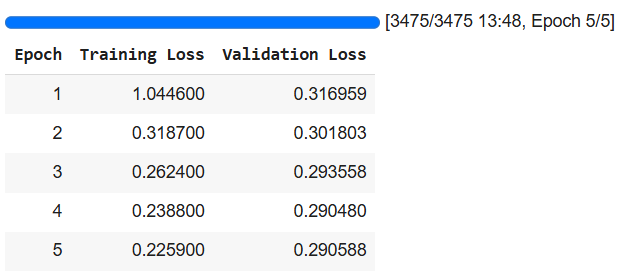 [3475/3475 13:48, Epoch 5/5]
Epoch Training Loss Validation Loss
1 1.044600 0.316959
2 0.318700 0.301803
3 0.262400 0.293558
4 0.238800 0.290480
5 0.225900 0.290588